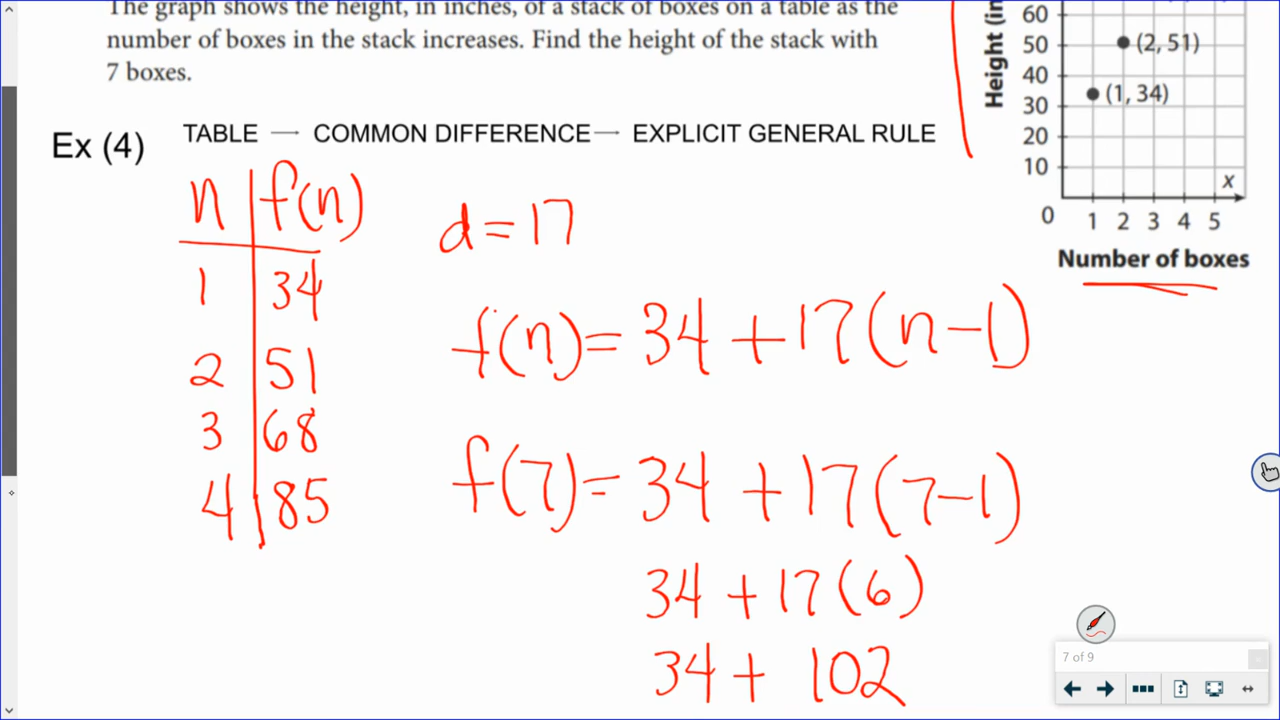 The graph shows the height, in inches, of a stack of boxes on a table as the
number of boxes in the stack increases. Find the height of the stack with
7 boxes.
Ex (4)
TABLE → COMMON DIFFERENCE → EXPLICIT GENERAL RULE
n f(n)
1 34
2 51
3 68
4 85
d = 17
f(n) = 34 + 17(n-1)
f(7) = 34 + 17(7-1)
34 + 17(6)
34 + 102
Height (in
60
50
40
30
20
10
0
(2, 51)
(1, 34)
x
1 2 3 4 5
Number of boxes
7 of 9